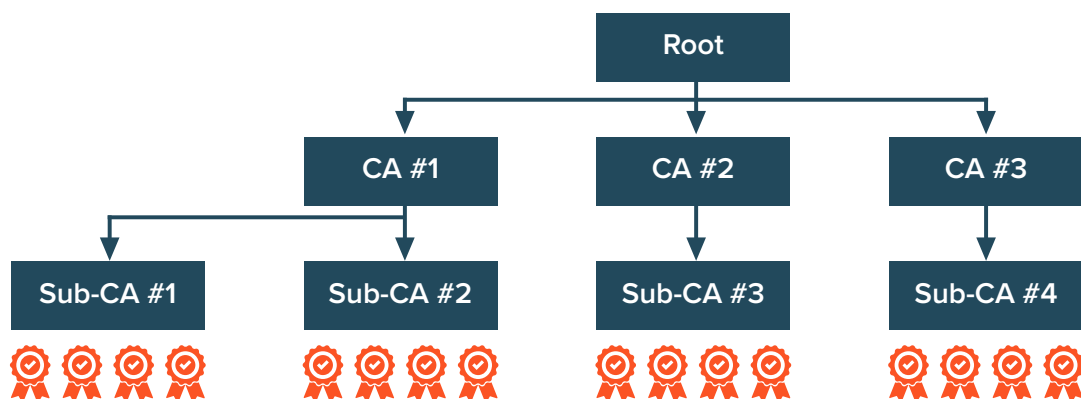 Root
CA #1
CA #2
CA #3
Sub-CA #1
Sub-CA #2
Sub-CA #3
Sub-CA #4